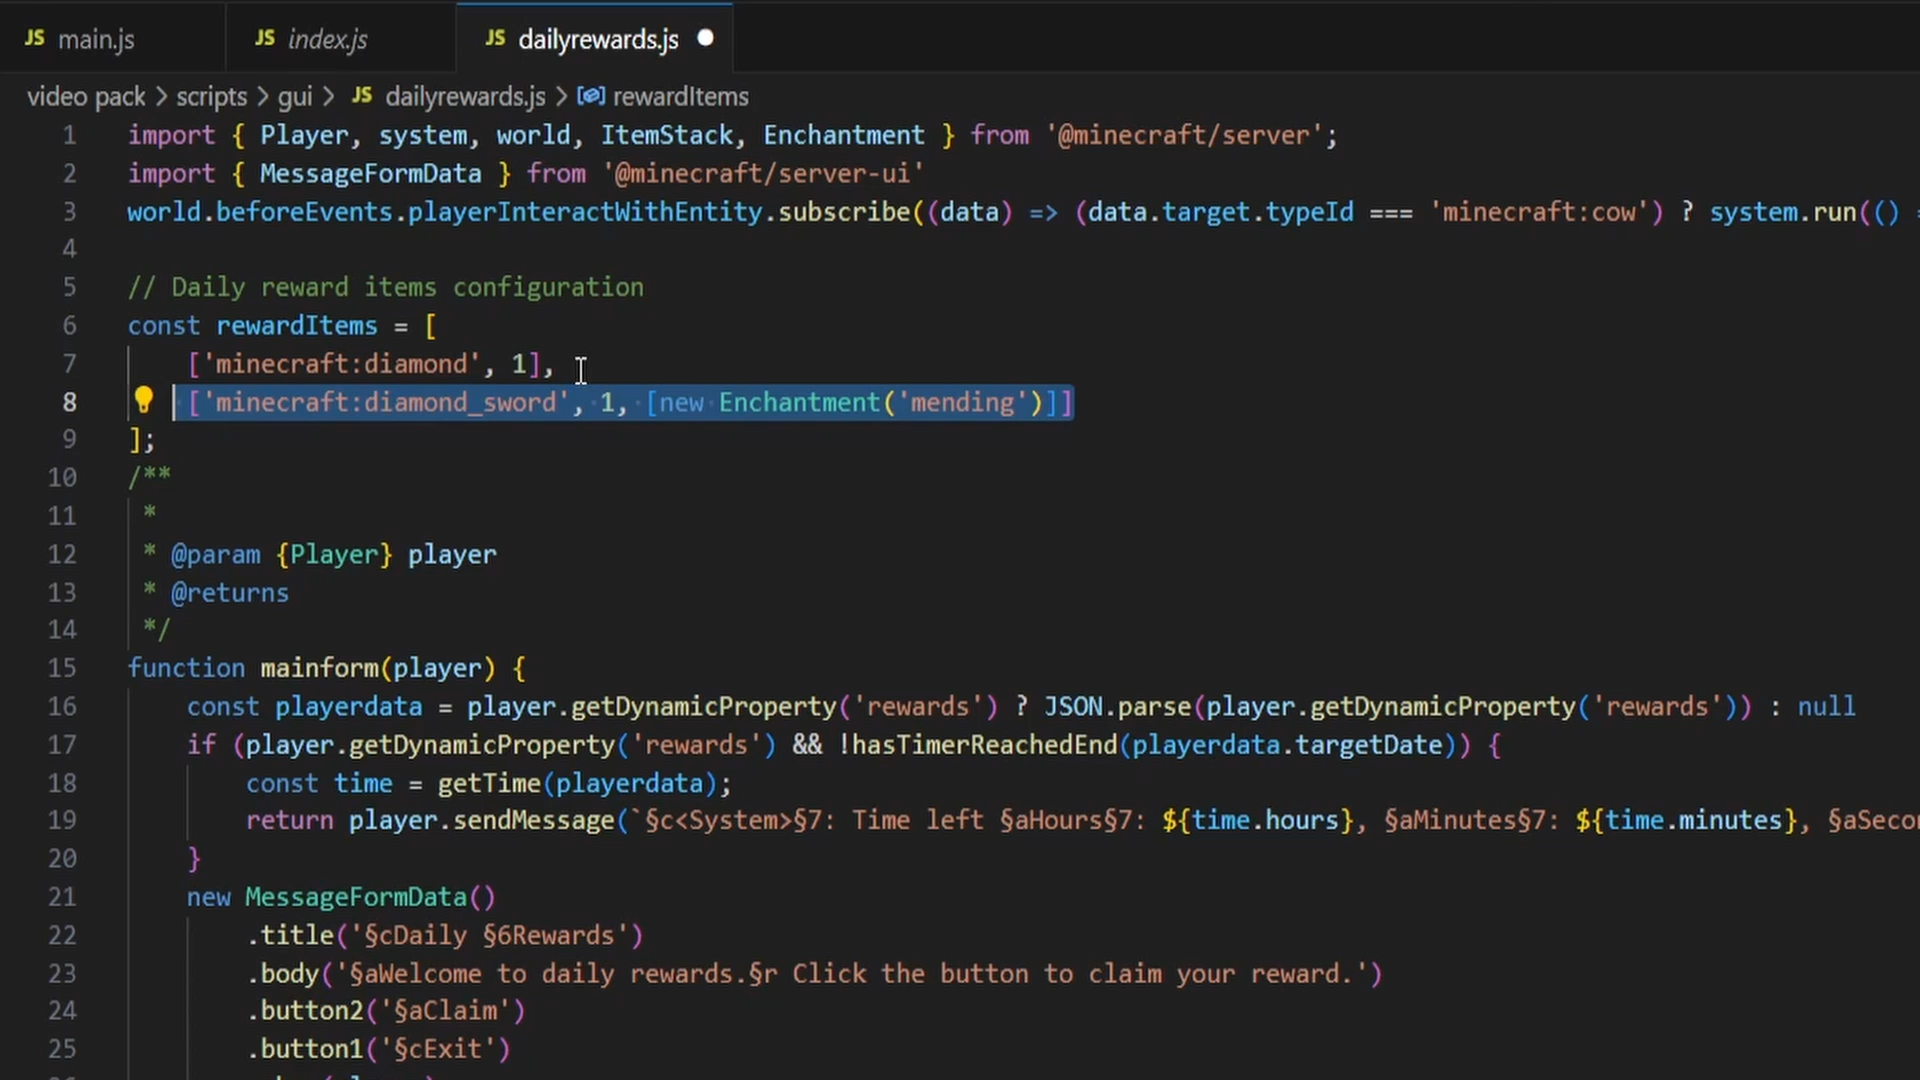 JS main.js JS index.js JS dailyrewards.js
video pack > scripts > gui > JS dailyrewards.js > rewardItems
1 import { Player, system, world, ItemStack, Enchantment } from '@minecraft/server';
2 import { MessageFormData } from '@minecraft/server-ui'
3 world.beforeEvents.playerInteractWithEntity.subscribe((data) => (data.target.typeId === 'minecraft:cow') ? system.run(() =
4
5 // Daily reward items configuration
6 const rewardItems = [
7 ['minecraft:diamond', 1],
8 ['minecraft:diamond_sword', 1, [new Enchantment('mending')]]
9 ];
10 /**
11 *
12 * @param {Player} player
13 * @returns
14 */
15 function mainform(player) {
16 const playerdata = player.getDynamicProperty('rewards') ? JSON.parse(player.getDynamicProperty('rewards')) : null
17 if (player.getDynamicProperty('rewards') && !hasTimerReachedEnd(playerdata.targetDate)) {
18 const time = getTime(playerdata);
19 return player.sendMessage(`§c<System>§7: Time left §aHours§7: ${time.hours}, §aMinutes§7: ${time.minutes}, §aSecon
20 }
21 new MessageFormData()
22 .title('§cDaily §6Rewards')
23 .body('§aWelcome to daily rewards.§r Click the button to claim your reward.')
24 .button2('§aClaim')
25 .button1('§cExit')